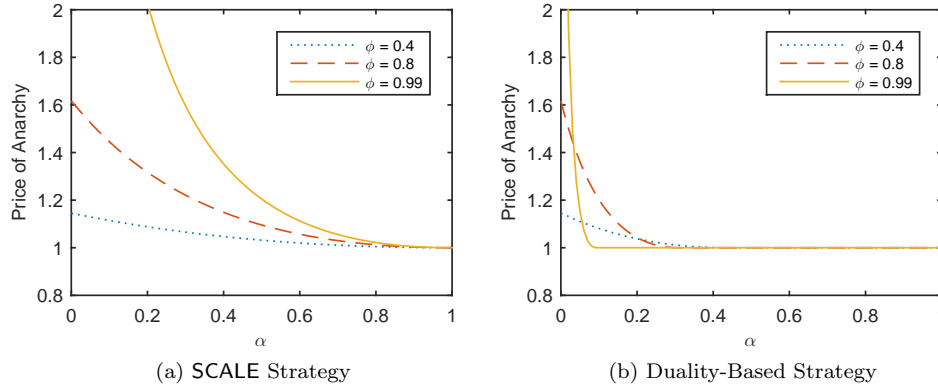 Price of Anarchy
2
1.8
1.6
1.4
1.2
1
0.8
0
0.2
0.4
0.6
0.8
1
α
ϕ = 0.4
ϕ = 0.8
ϕ = 0.99
(a) SCALE Strategy
Price of Anarchy
2
1.8
1.6
1.4
1.2
1
0.8
0
0.2
0.4
0.6
0.8
α
ϕ = 0.4
ϕ = 0.8
ϕ = 0.99
(b) Duality-Based Strategy